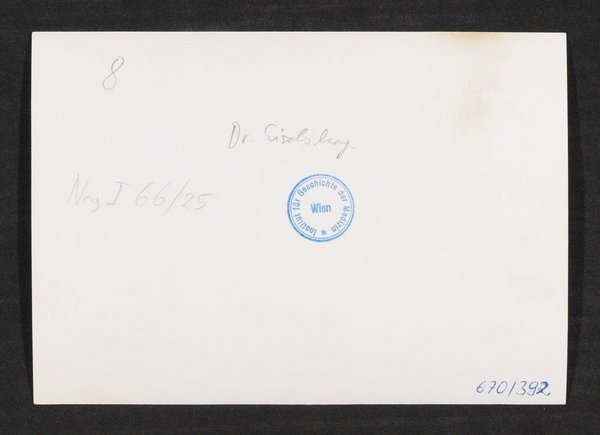 8
Dr. Eiselsberg.
Neg I 66/25
Institut für Geschichte der Medizin *
Wien
670/392.